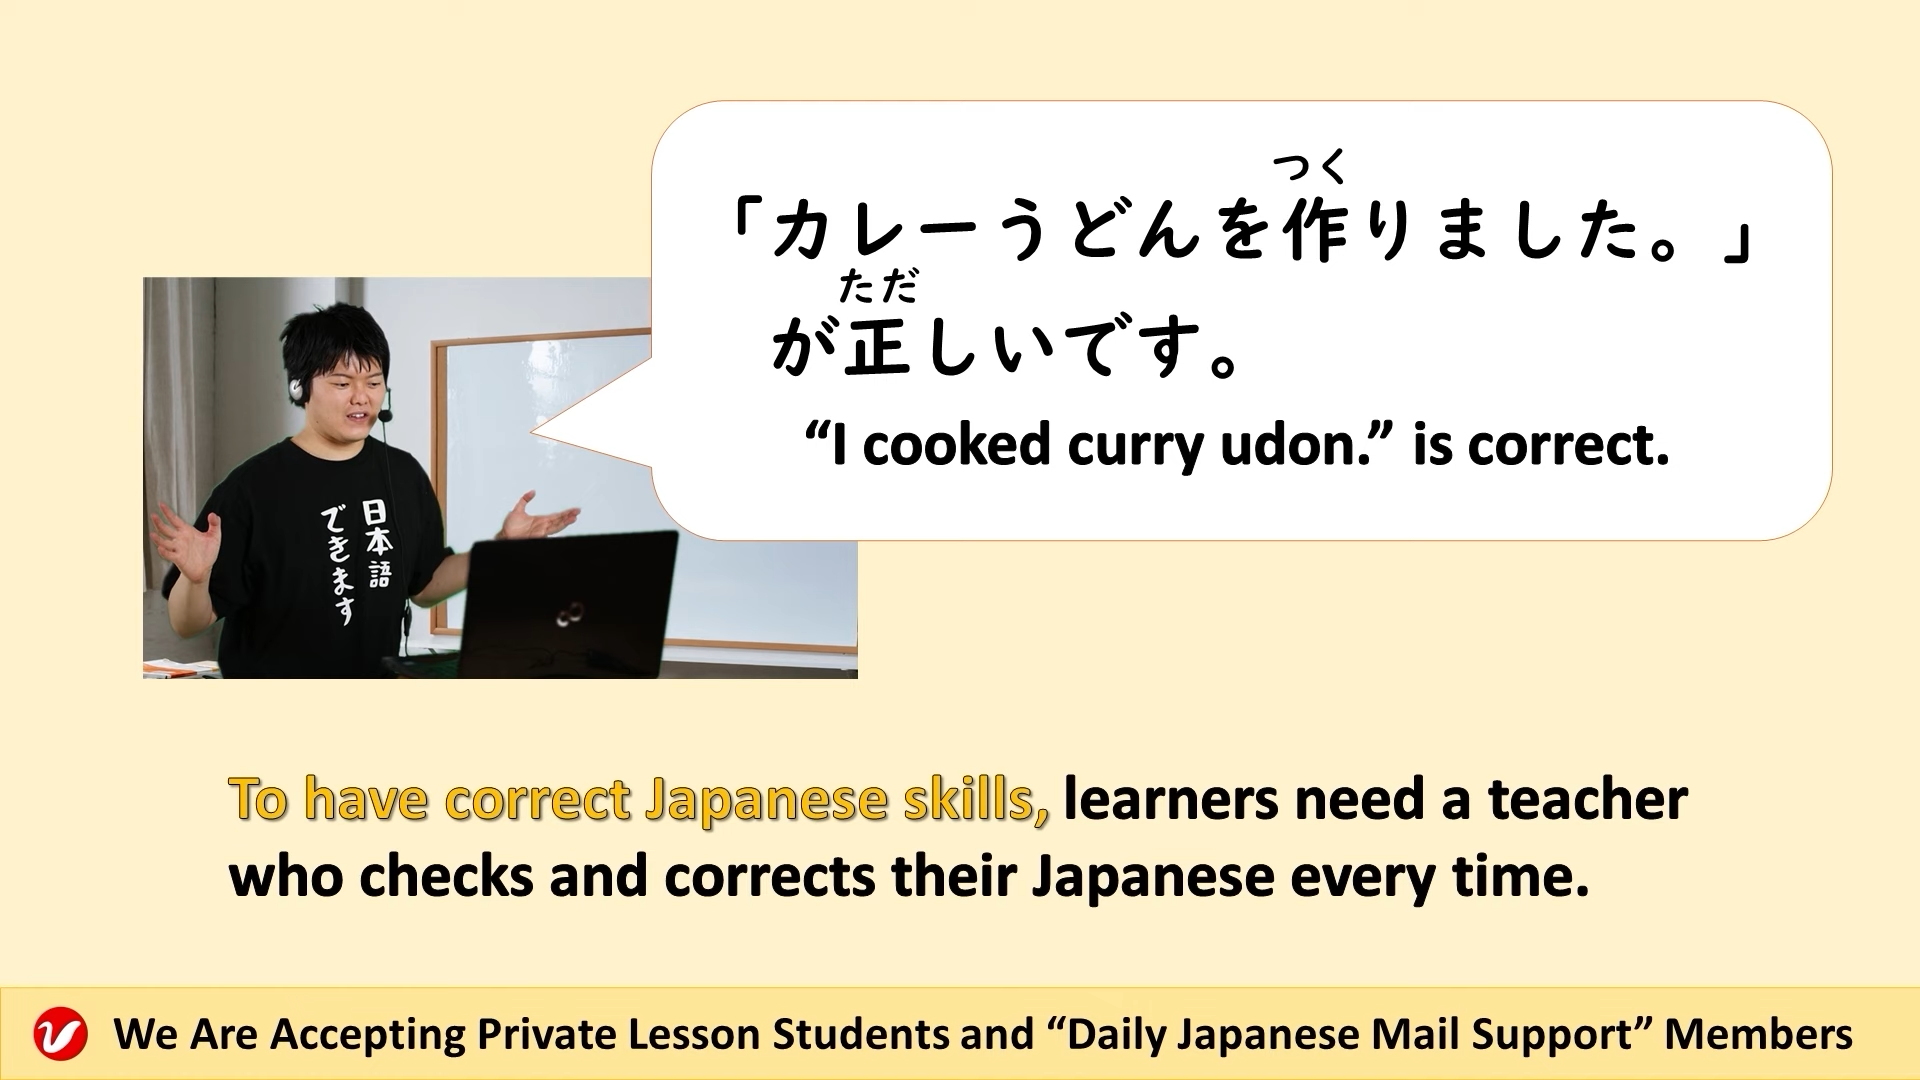 つく
「カレーうどんを作りました。」
ただ
が正しいです。
“I cooked curry udon.” is correct.
日本語
できます
To have correct Japanese skills, learners need a teacher
who checks and corrects their Japanese every time.
We Are Accepting Private Lesson Students and “Daily Japanese Mail Support” Members